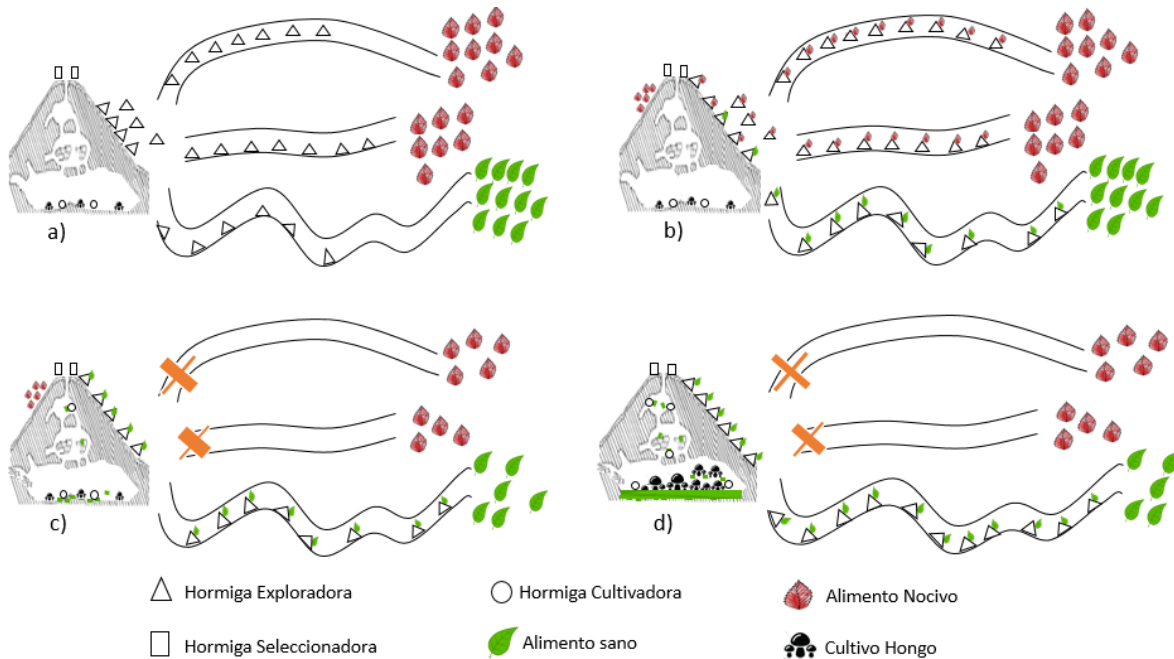 a)
b)
c)
d)
Hormiga Exploradora
Hormiga Cultivadora
Alimento Nocivo
Hormiga Seleccionadora
Alimento sano
Cultivo Hongo